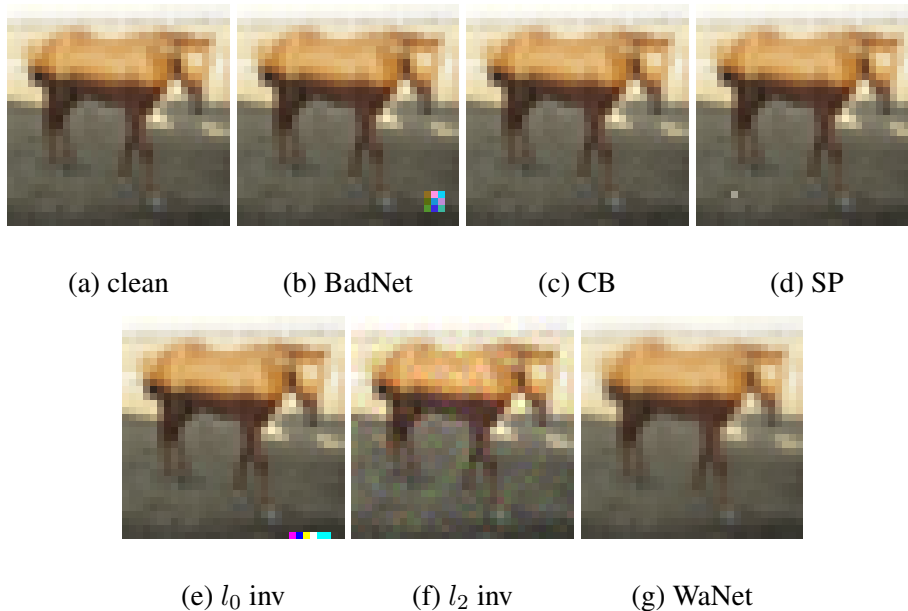 (a) clean (b) BadNet (c) CB (d) SP
(e) l₀ inv (f) l₂ inv (g) WaNet